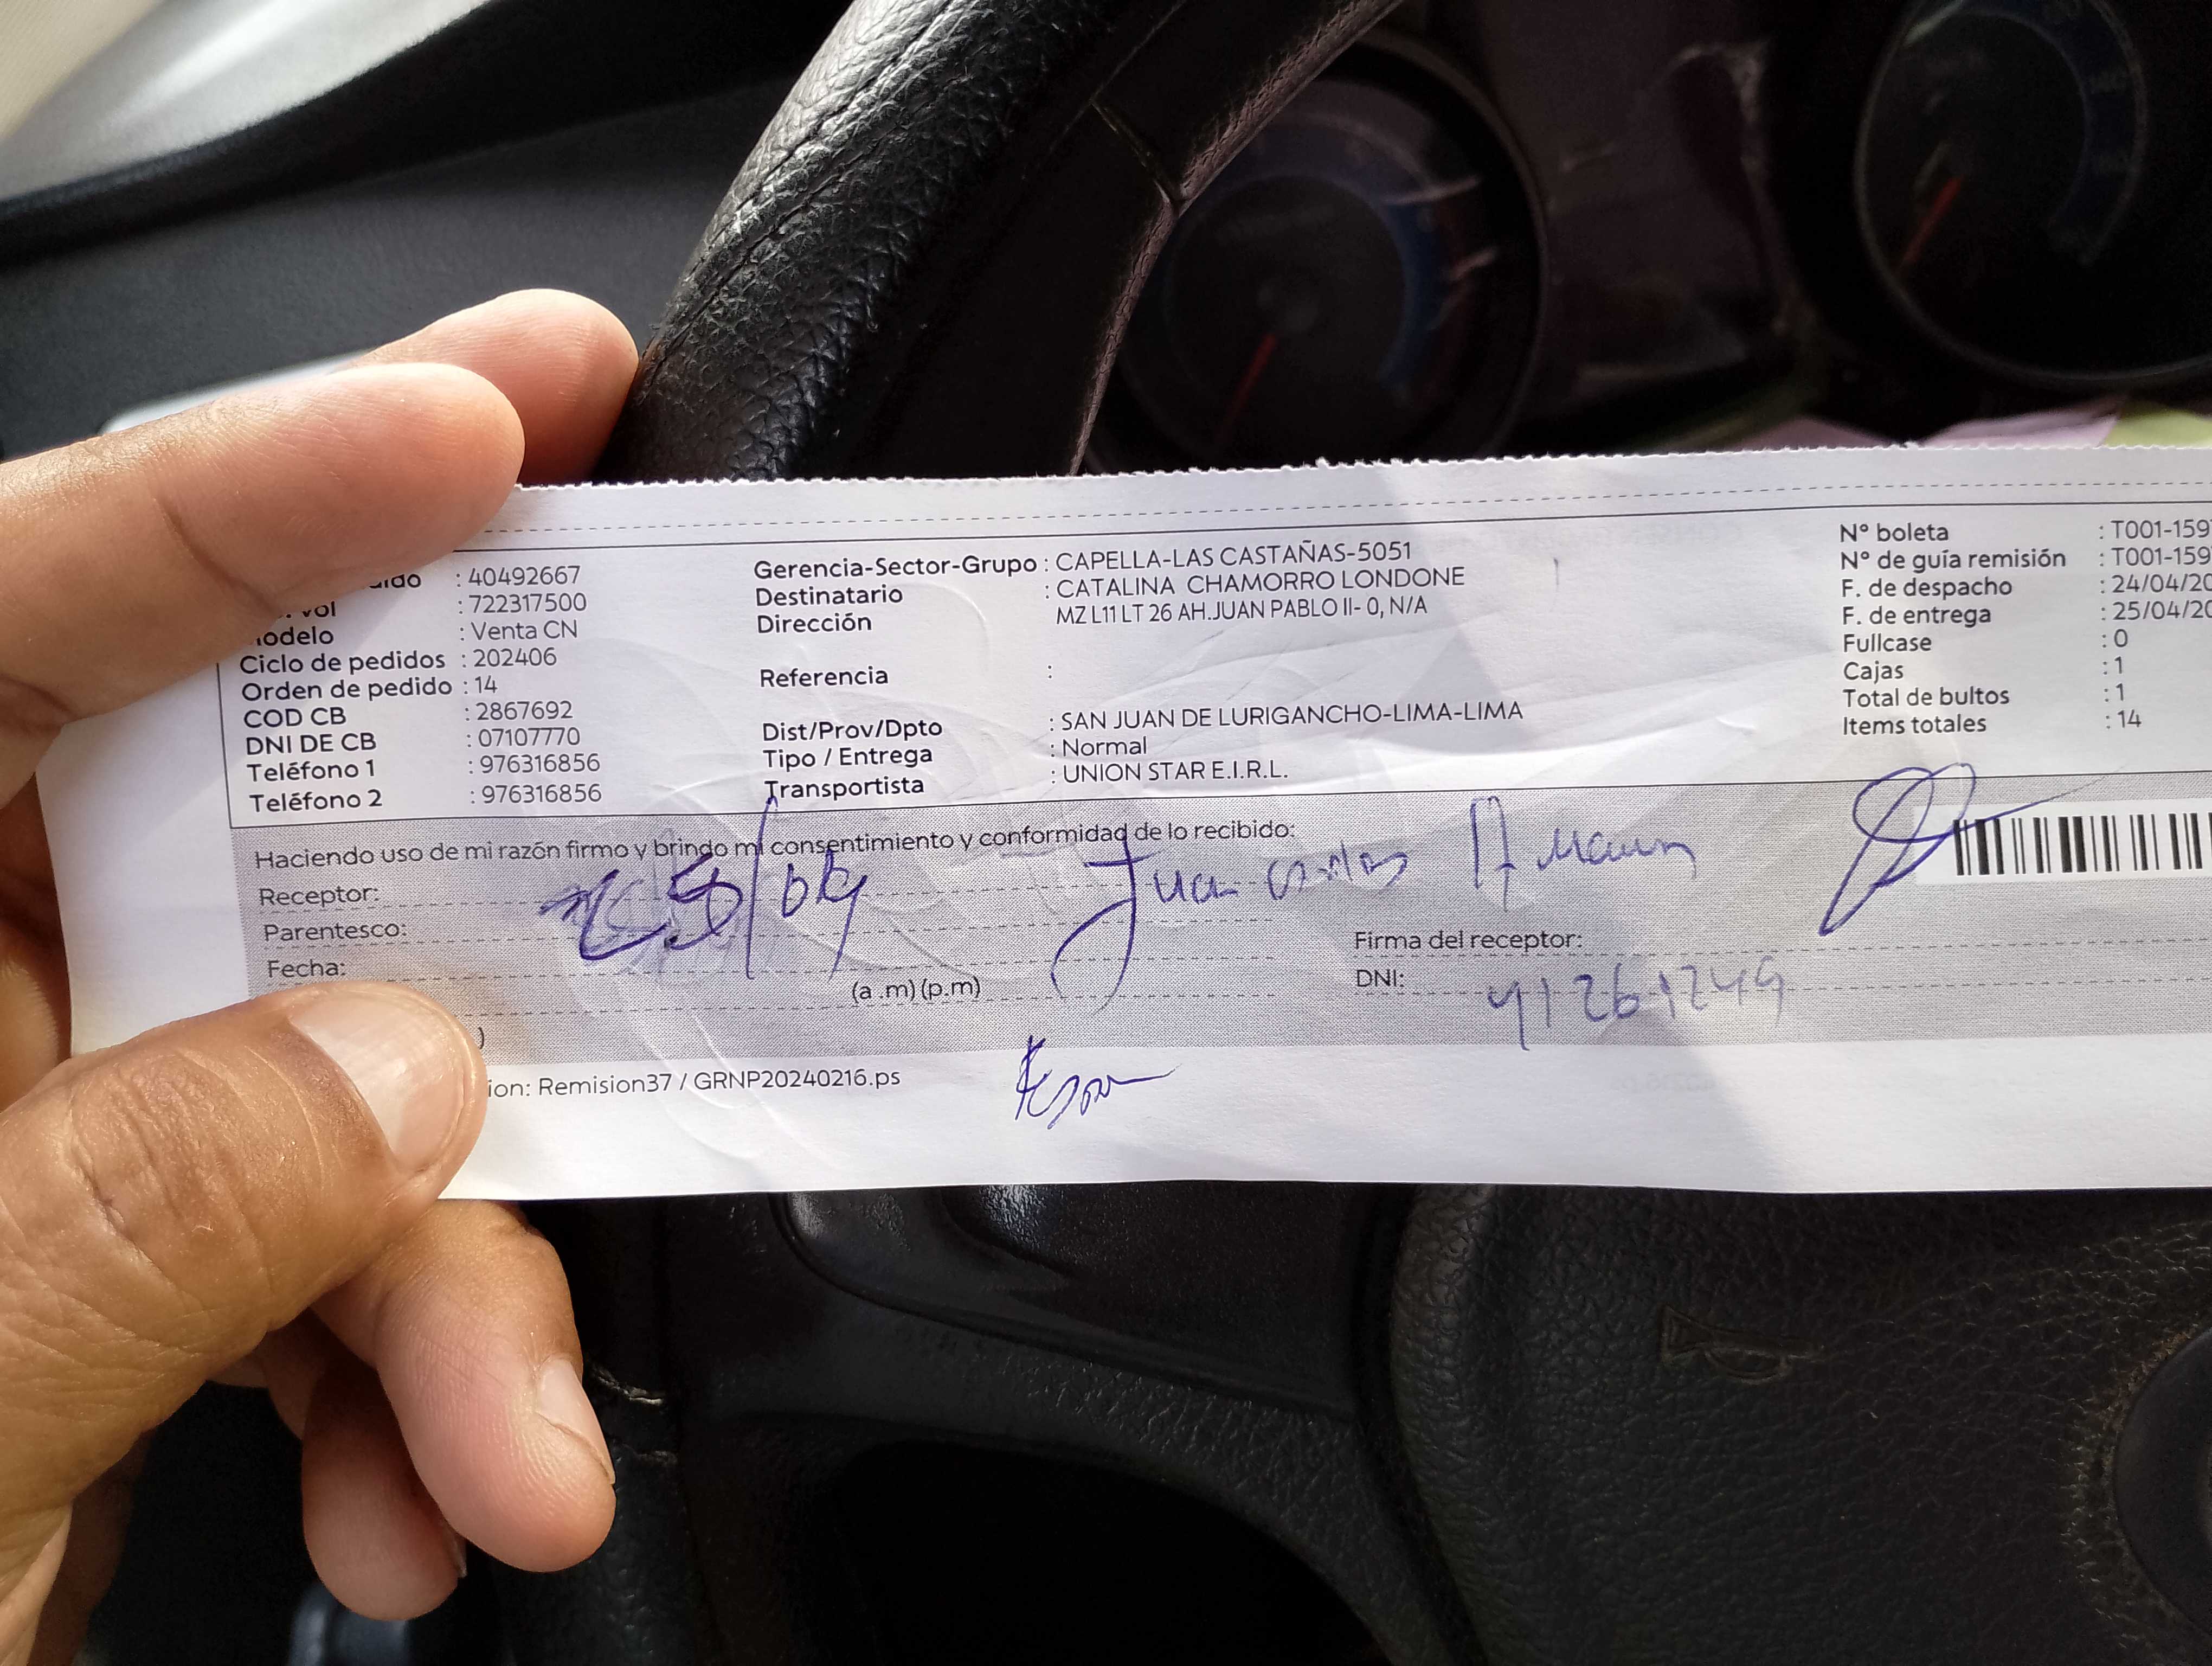 : 40492667
vol : 722317500
odelo : Venta CN
Ciclo de pedidos : 202406
Orden de pedido : 14
COD CB : 2867692
DNI DE CB : 07107770
Teléfono 1 : 976316856
Teléfono 2 : 976316856
Gerencia-Sector-Grupo : CAPELLA-LAS CASTAÑAS-5051
Destinatario : CATALINA CHAMORRO LONDONE
Dirección MZ L11 LT 26 AH.JUAN PABLO II- 0, N/A
Referencia :
Dist/Prov/Dpto : SAN JUAN DE LURIGANCHO-LIMA-LIMA
Tipo / Entrega : Normal
Transportista : UNION STAR E.I.R.L.
N° boleta : T001-159
N° de guía remisión : T001-159
F. de despacho : 24/04/20
F. de entrega : 25/04/20
Fullcase : 0
Cajas : 1
Total de bultos : 1
Items totales : 14
Haciendo uso de mi razón firmo y brindo mi consentimiento y conformidad de lo recibido:
Receptor: Juan Carlos
Parentesco:
Fecha:
(a .m) (p.m)
Firma del receptor:
DNI: 41261249
)
ion: Remision37 / GRNP20240216.ps